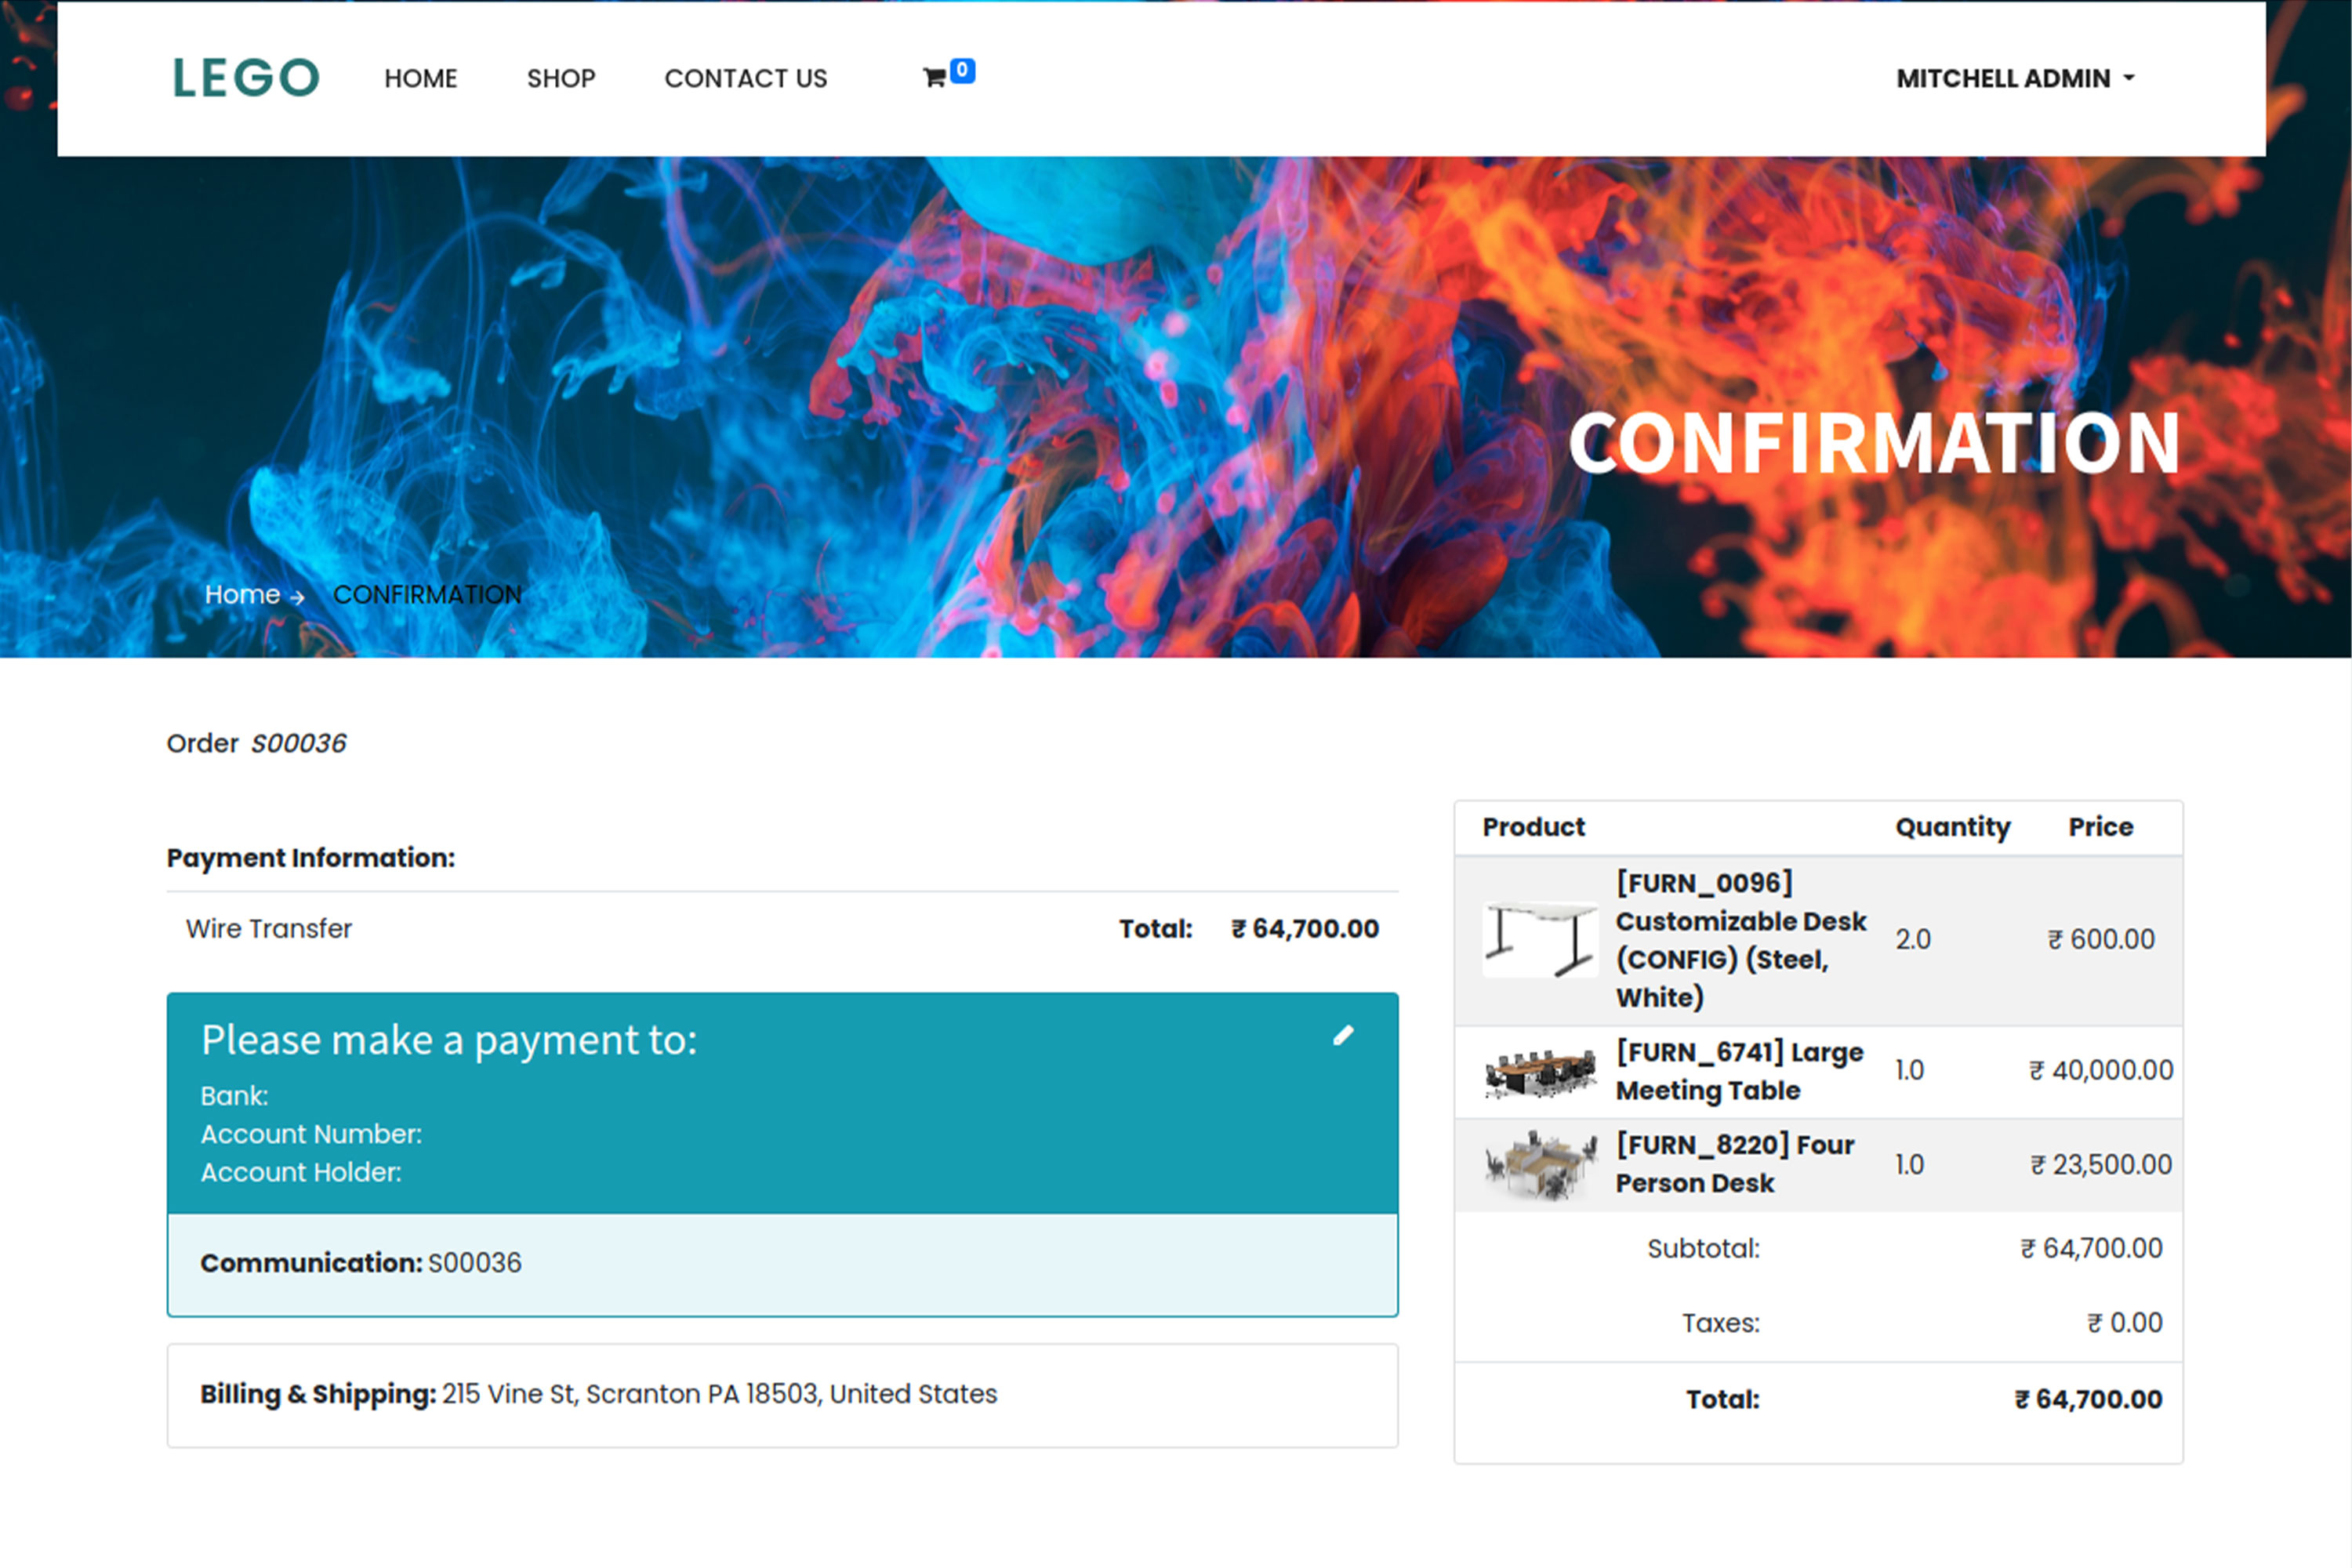 LEGO HOME SHOP CONTACT US 0 MITCHELL ADMIN
CONFIRMATION
Home → CONFIRMATION
Order S00036
Payment Information:
Wire Transfer Total: ₹ 64,700.00
Please make a payment to:
Bank:
Account Number:
Account Holder:
Communication: S00036
Billing & Shipping: 215 Vine St, Scranton PA 18503, United States
Product Quantity Price
[FURN_0096]
Customizable Desk
(CONFIG) (Steel,
White)
2.0 ₹ 600.00
[FURN_6741] Large
Meeting Table
1.0 ₹ 40,000.00
[FURN_8220] Four
Person Desk
1.0 ₹ 23,500.00
Subtotal: ₹ 64,700.00
Taxes: ₹ 0.00
Total: ₹ 64,700.00